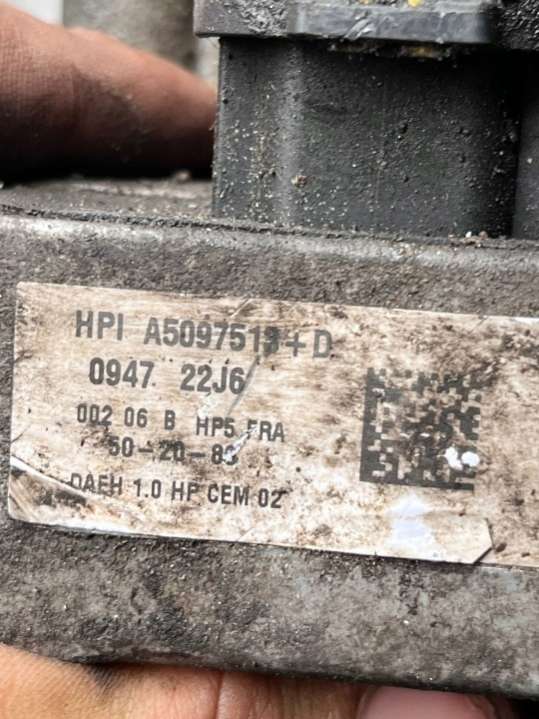 HPI A5097513+D
0947 22J6
002 06 B HP5 FRA
50-20-83
DAEH 1.0 HP CEM 02